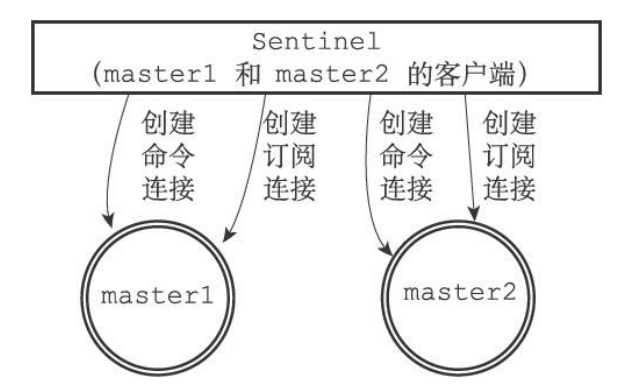 Sentinel
(master1 和 master2 的客户端)
创建 创建 创建 创建
命令 订阅 命令 订阅
连接 连接 连接 连接
master1 master2